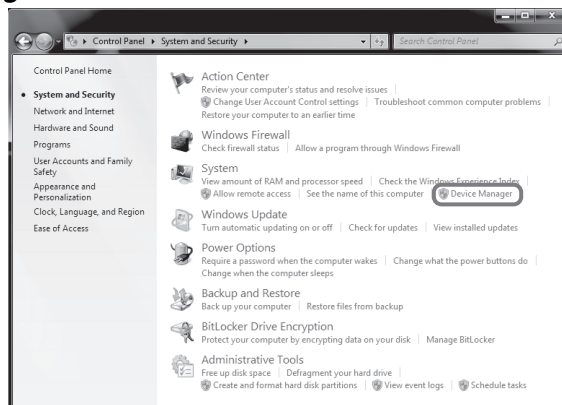 Control Panel ▸ System and Security ▸
Search Control Panel
Control Panel Home
System and Security
Network and Internet
Hardware and Sound
Programs
User Accounts and Family
Safety
Appearance and
Personalization
Clock, Language, and Region
Ease of Access
Action Center
Review your computer's status and resolve issues
Change User Account Control settings | Troubleshoot common computer problems
Restore your computer to an earlier time
Windows Firewall
Check firewall status | Allow a program through Windows Firewall
System
View amount of RAM and processor speed | Check the Windows Experience Index
Allow remote access | See the name of this computer | Device Manager
Windows Update
Turn automatic updating on or off | Check for updates | View installed updates
Power Options
Require a password when the computer wakes | Change what the power buttons do
Change when the computer sleeps
Backup and Restore
Back up your computer | Restore files from backup
BitLocker Drive Encryption
Protect your computer by encrypting data on your disk | Manage BitLocker
Administrative Tools
Free up disk space | Defragment your hard drive
Create and format hard disk partitions | View event logs | Schedule tasks